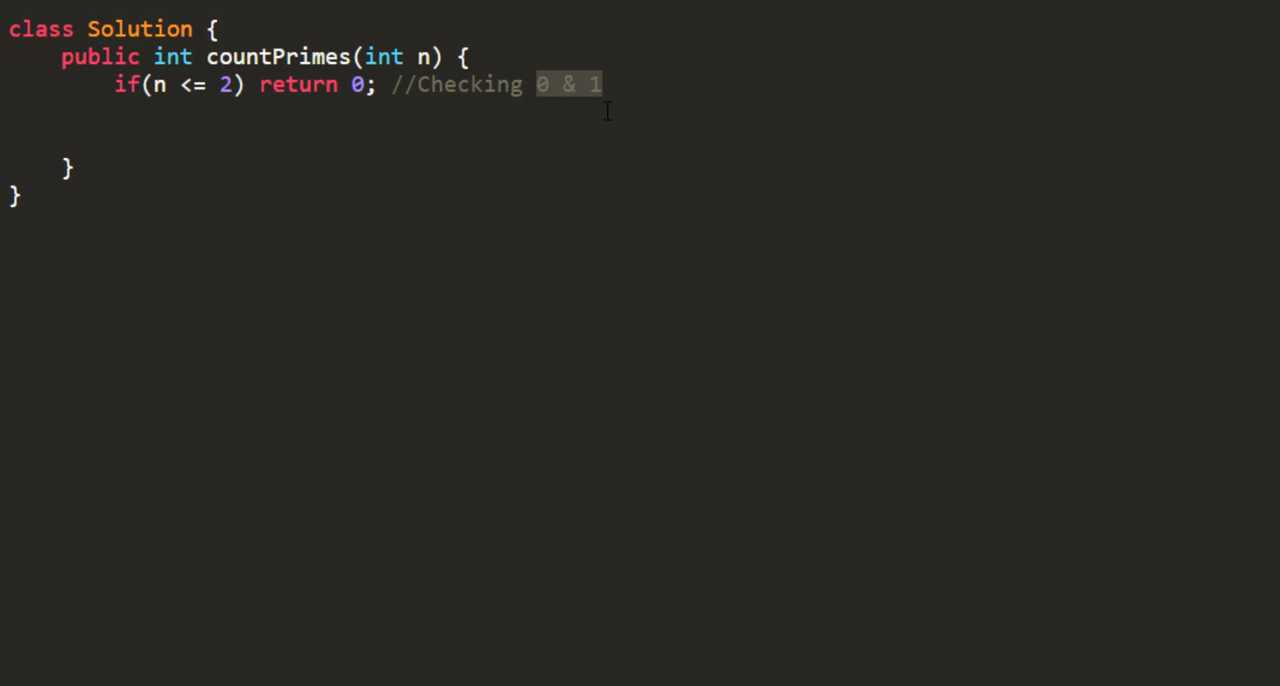 class Solution {
    public int countPrimes(int n) {
        if(n <= 2) return 0; //Checking 0 & 1
    }
}